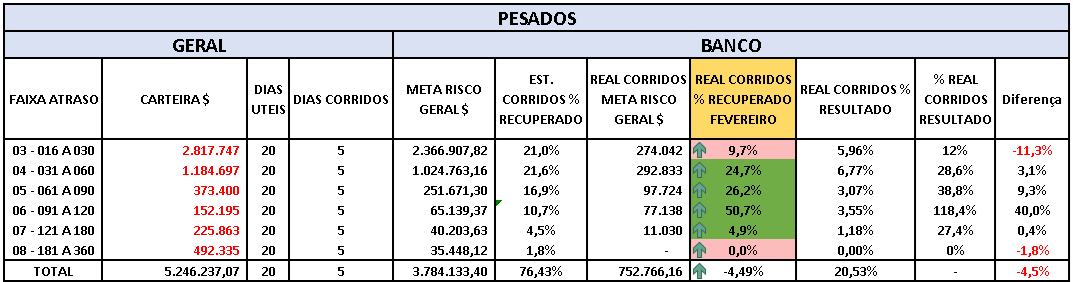 PESADOS
GERAL BANCO
FAIXA ATRASO CARTEIRA $ DIAS UTEIS DIAS CORRIDOS META RISCO GERAL $ EST. CORRIDOS % RECUPERADO REAL CORRIDOS META RISCO GERAL $ REAL CORRIDOS % RECUPERADO FEVEREIRO REAL CORRIDOS % RESULTADO % REAL CORRIDOS RESULTADO Diferença
03 - 016 A 030 2.817.747 20 5 2.366.907,82 21,0% 274.042 9,7% 5,96% 12% -11,3%
04 - 031 A 060 1.184.697 20 5 1.024.763,16 21,6% 292.833 24,7% 6,77% 28,6% 3,1%
05 - 061 A 090 373.400 20 5 251.671,30 16,9% 97.724 26,2% 3,07% 38,8% 9,3%
06 - 091 A 120 152.195 20 5 65.139,37 10,7% 77.138 50,7% 3,55% 118,4% 40,0%
07 - 121 A 180 225.863 20 5 40.203,63 4,5% 11.030 4,9% 1,18% 27,4% 0,4%
08 - 181 A 360 492.335 20 5 35.448,12 1,8% - 0,0% 0,00% 0% -1,8%
TOTAL 5.246.237,07 20 5 3.784.133,40 76,43% 752.766,16 -4,49% 20,53% - -4,5%